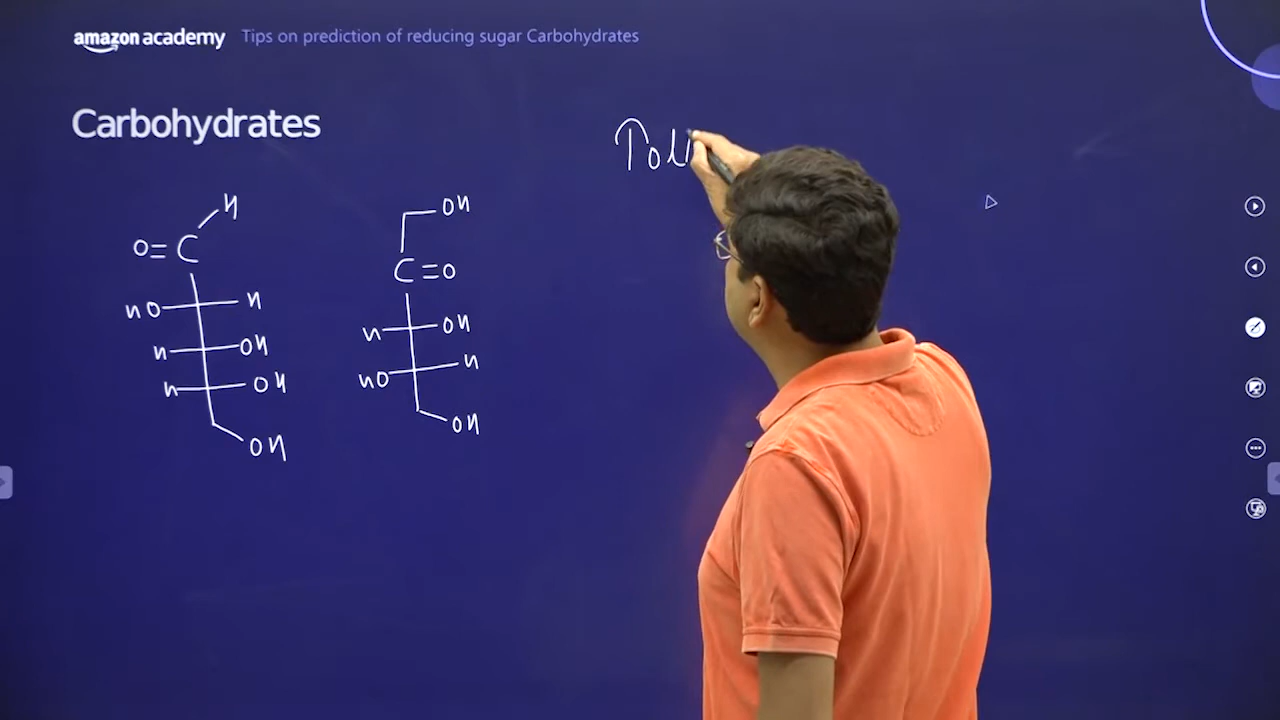 amazon academy Tips on prediction of reducing sugar Carbohydrates
Carbohydrates
H
O=C
HO H
H OH
H OH
OH
OH
C=O
H OH
HO H
OH
Toll